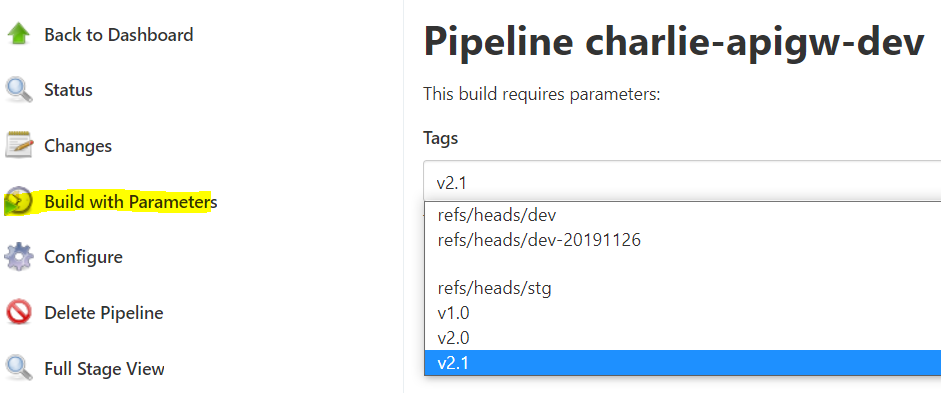 Back to Dashboard
Status
Changes
Build with Parameters
Configure
Delete Pipeline
Full Stage View
Pipeline charlie-apigw-dev
This build requires parameters:
Tags
v2.1
refs/heads/dev
refs/heads/dev-20191126
refs/heads/stg
v1.0
v2.0
v2.1